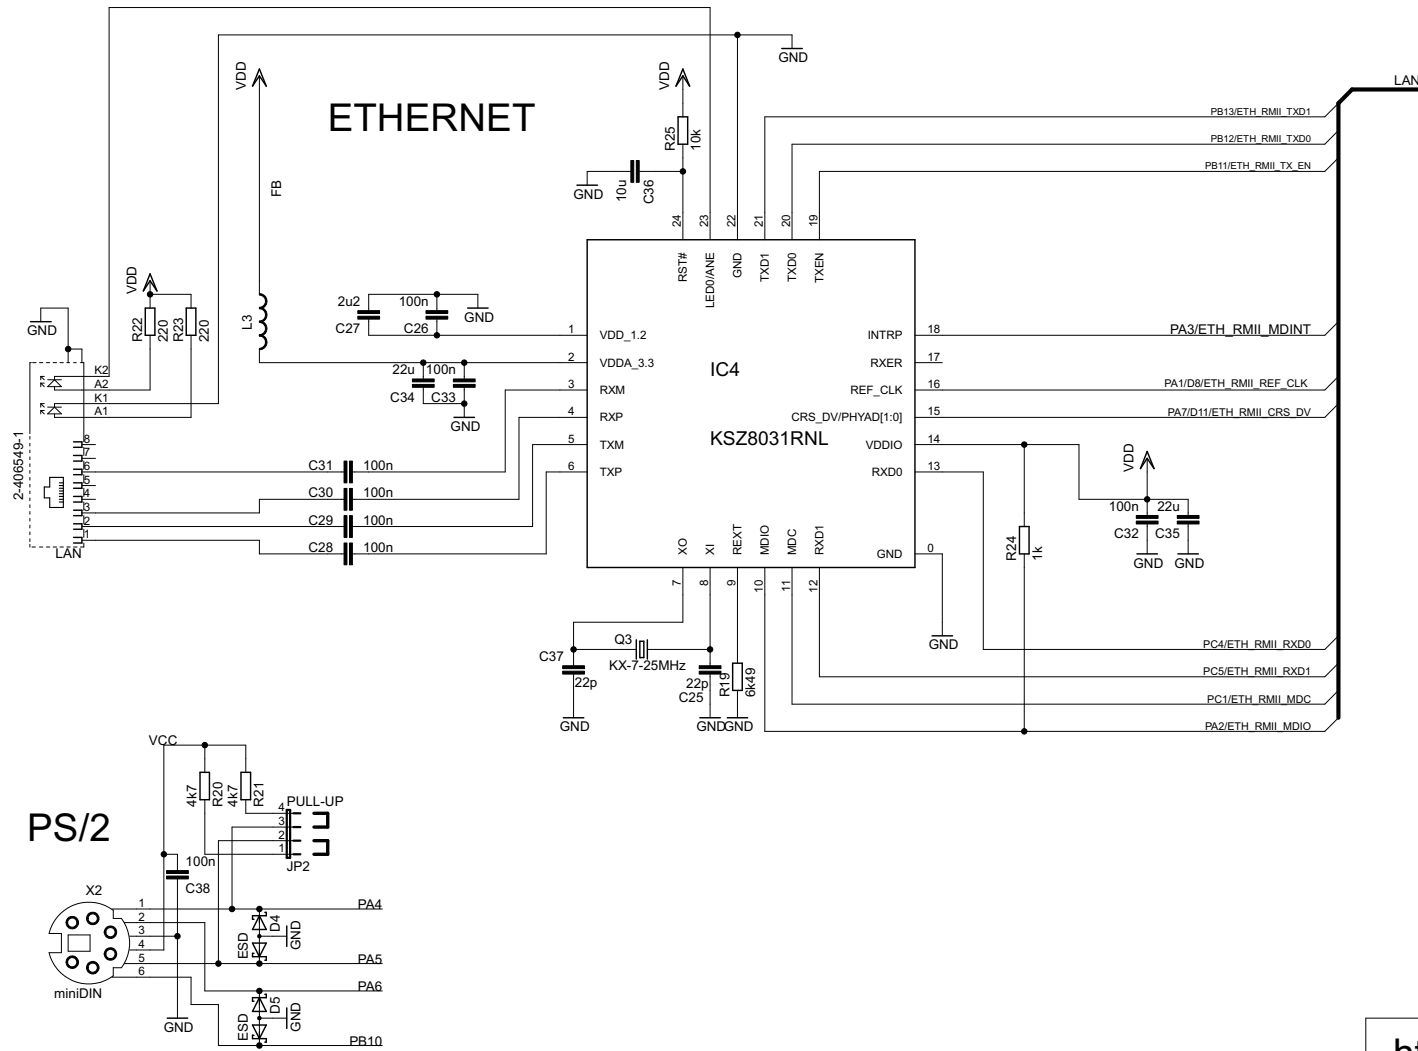 LAN
GND
VDD
VDD
ETHERNET
R25
10k
PB13/ETH_RMII_TXD1
PB12/ETH_RMII_TXD0
PB11/ETH_RMII_TX_EN
FB
GND
10u
C36
24
23
22
21
20
19
RST#
LED0/ANE
GND
TXD1
TXD0
TXEN
VDD
R22
220
R23
220
GND
L3
2u2
100n
GND
C27
C26
1
VDD_1.2
INTRP
18
PA3/ETH_RMII_MDINT
2
VDDA_3.3
RXER
17
IC4
K2
A2
K1
A1
22u
100n
C34
C33
GND
3
RXM
REF_CLK
16
PA1/D8/ETH_RMII_REF_CLK
4
RXP
CRS_DV/PHYAD[1:0]
15
PA7/D11/ETH_RMII_CRS_DV
KSZ8031RNL
5
TXM
VDDIO
14
6
TXP
RXD0
13
2-406549-1
8
7
6
5
4
3
2
1
LAN
C31
100n
C30
100n
C29
100n
C28
100n
VDD
100n
22u
C32
C35
GND
GND
R24
1k
XO
XI
REXT
MDIO
MDC
RXD1
GND
0
7
8
9
10
11
12
GND
Q3
KX-7-25MHz
C37
22p
22p
C25
R19
6k49
GND
GND
GND
PC4/ETH_RMII_RXD0
PC5/ETH_RMII_RXD1
PC1/ETH_RMII_MDC
PA2/ETH_RMII_MDIO
VCC
4k7
R20
4k7
R21
PULL-UP
4
3
2
1
JP2
PS/2
100n
C38
X2
1
2
3
4
5
6
miniDIN
GND
PA4
D4
ESD
GND
PA5
PA6
D5
ESD
GND
PB10